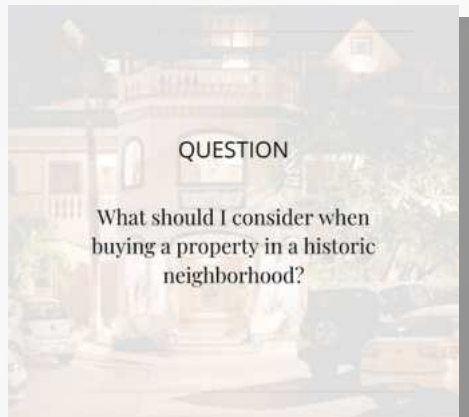 QUESTION
What should I consider when
buying a property in a historic
neighborhood?